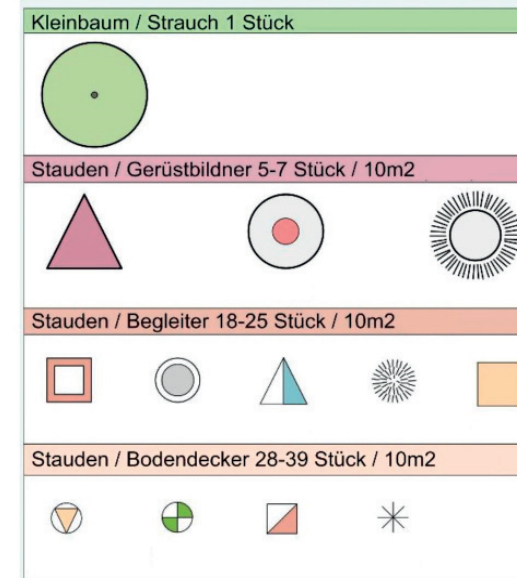 Kleinbaum / Strauch 1 Stück
Stauden / Gerüstbildner 5-7 Stück / 10m2
Stauden / Begleiter 18-25 Stück / 10m2
Stauden / Bodendecker 28-39 Stück / 10m2